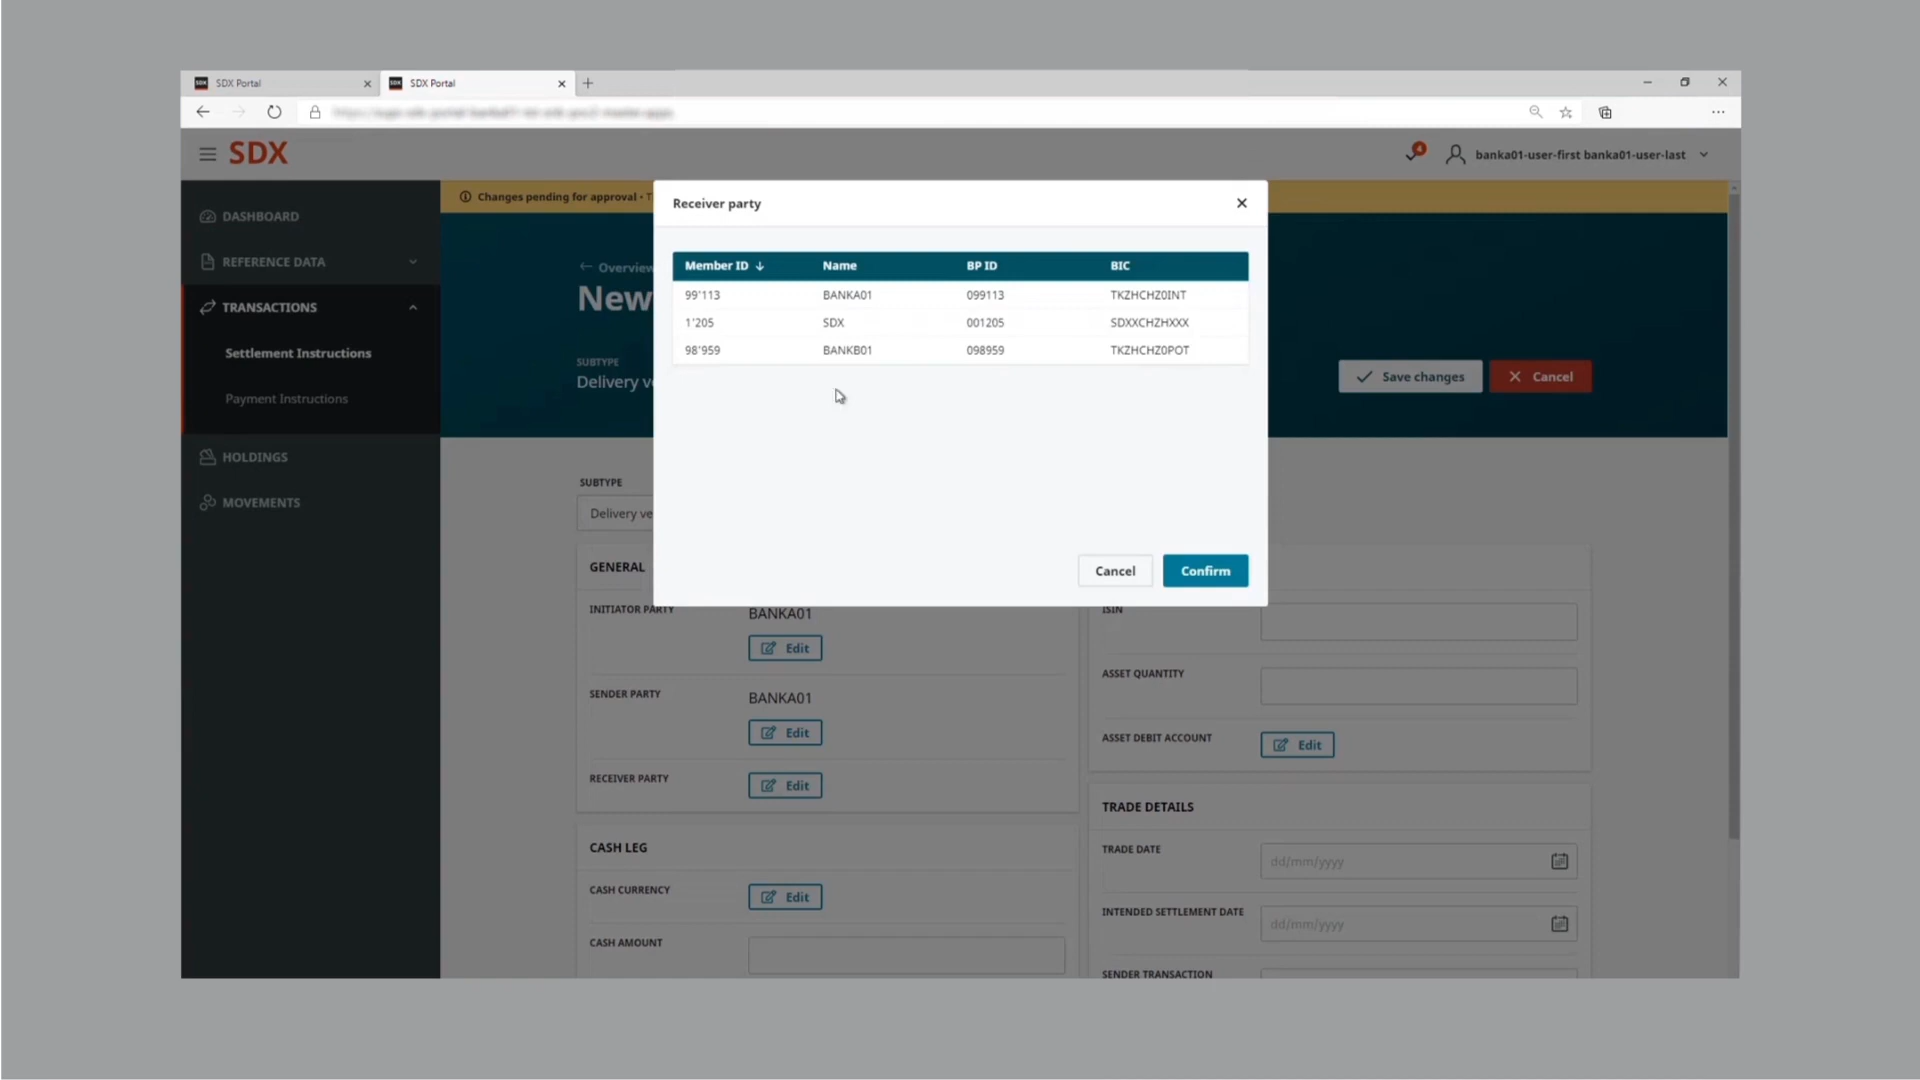 SDX Portal
SDX Portal
SDX
4
banka01-user-first banka01-user-last
DASHBOARD
REFERENCE DATA
TRANSACTIONS
Settlement Instructions
Payment Instructions
HOLDINGS
MOVEMENTS
Changes pending for approval • T
← Overview
New
SUBTYPE
Delivery ve
Save changes
Cancel
Receiver party
Member ID ↓ Name BP ID BIC
99'113 BANKA01 099113 TKZHCHZ0INT
1'205 SDX 001205 SDXXCHZHXXX
98'959 BANKB01 098959 TKZHCHZ0POT
Cancel
Confirm
SUBTYPE
Delivery ve
GENERAL
INITIATOR PARTY
BANKA01
Edit
SENDER PARTY
BANKA01
Edit
RECEIVER PARTY
Edit
CASH LEG
CASH CURRENCY
Edit
CASH AMOUNT
ISIN
ASSET QUANTITY
ASSET DEBIT ACCOUNT
Edit
TRADE DETAILS
TRADE DATE
dd/mm/yyyy
INTENDED SETTLEMENT DATE
dd/mm/yyyy
SENDER TRANSACTION